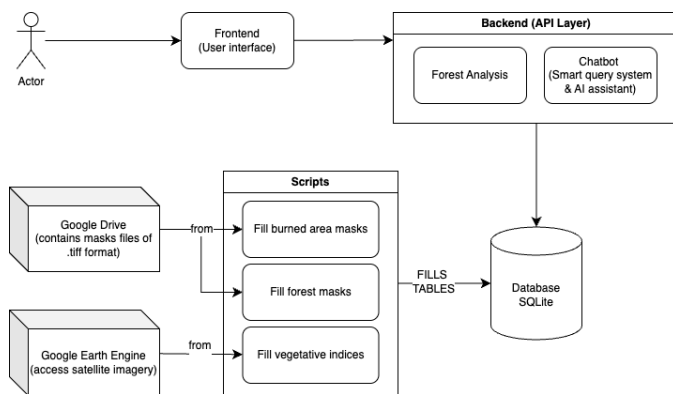 Backend (API Layer)
Frontend
(User interface)
Actor
Forest Analysis
Chatbot
(Smart query system
& AI assistant)
Scripts
Google Drive
(contains masks files of
.tiff format)
from
Fill burned area masks
Fill forest masks
FILLS
TABLES
Database
SQLite
Google Earth Engine
(access satellite imagery)
from
Fill vegetative indices